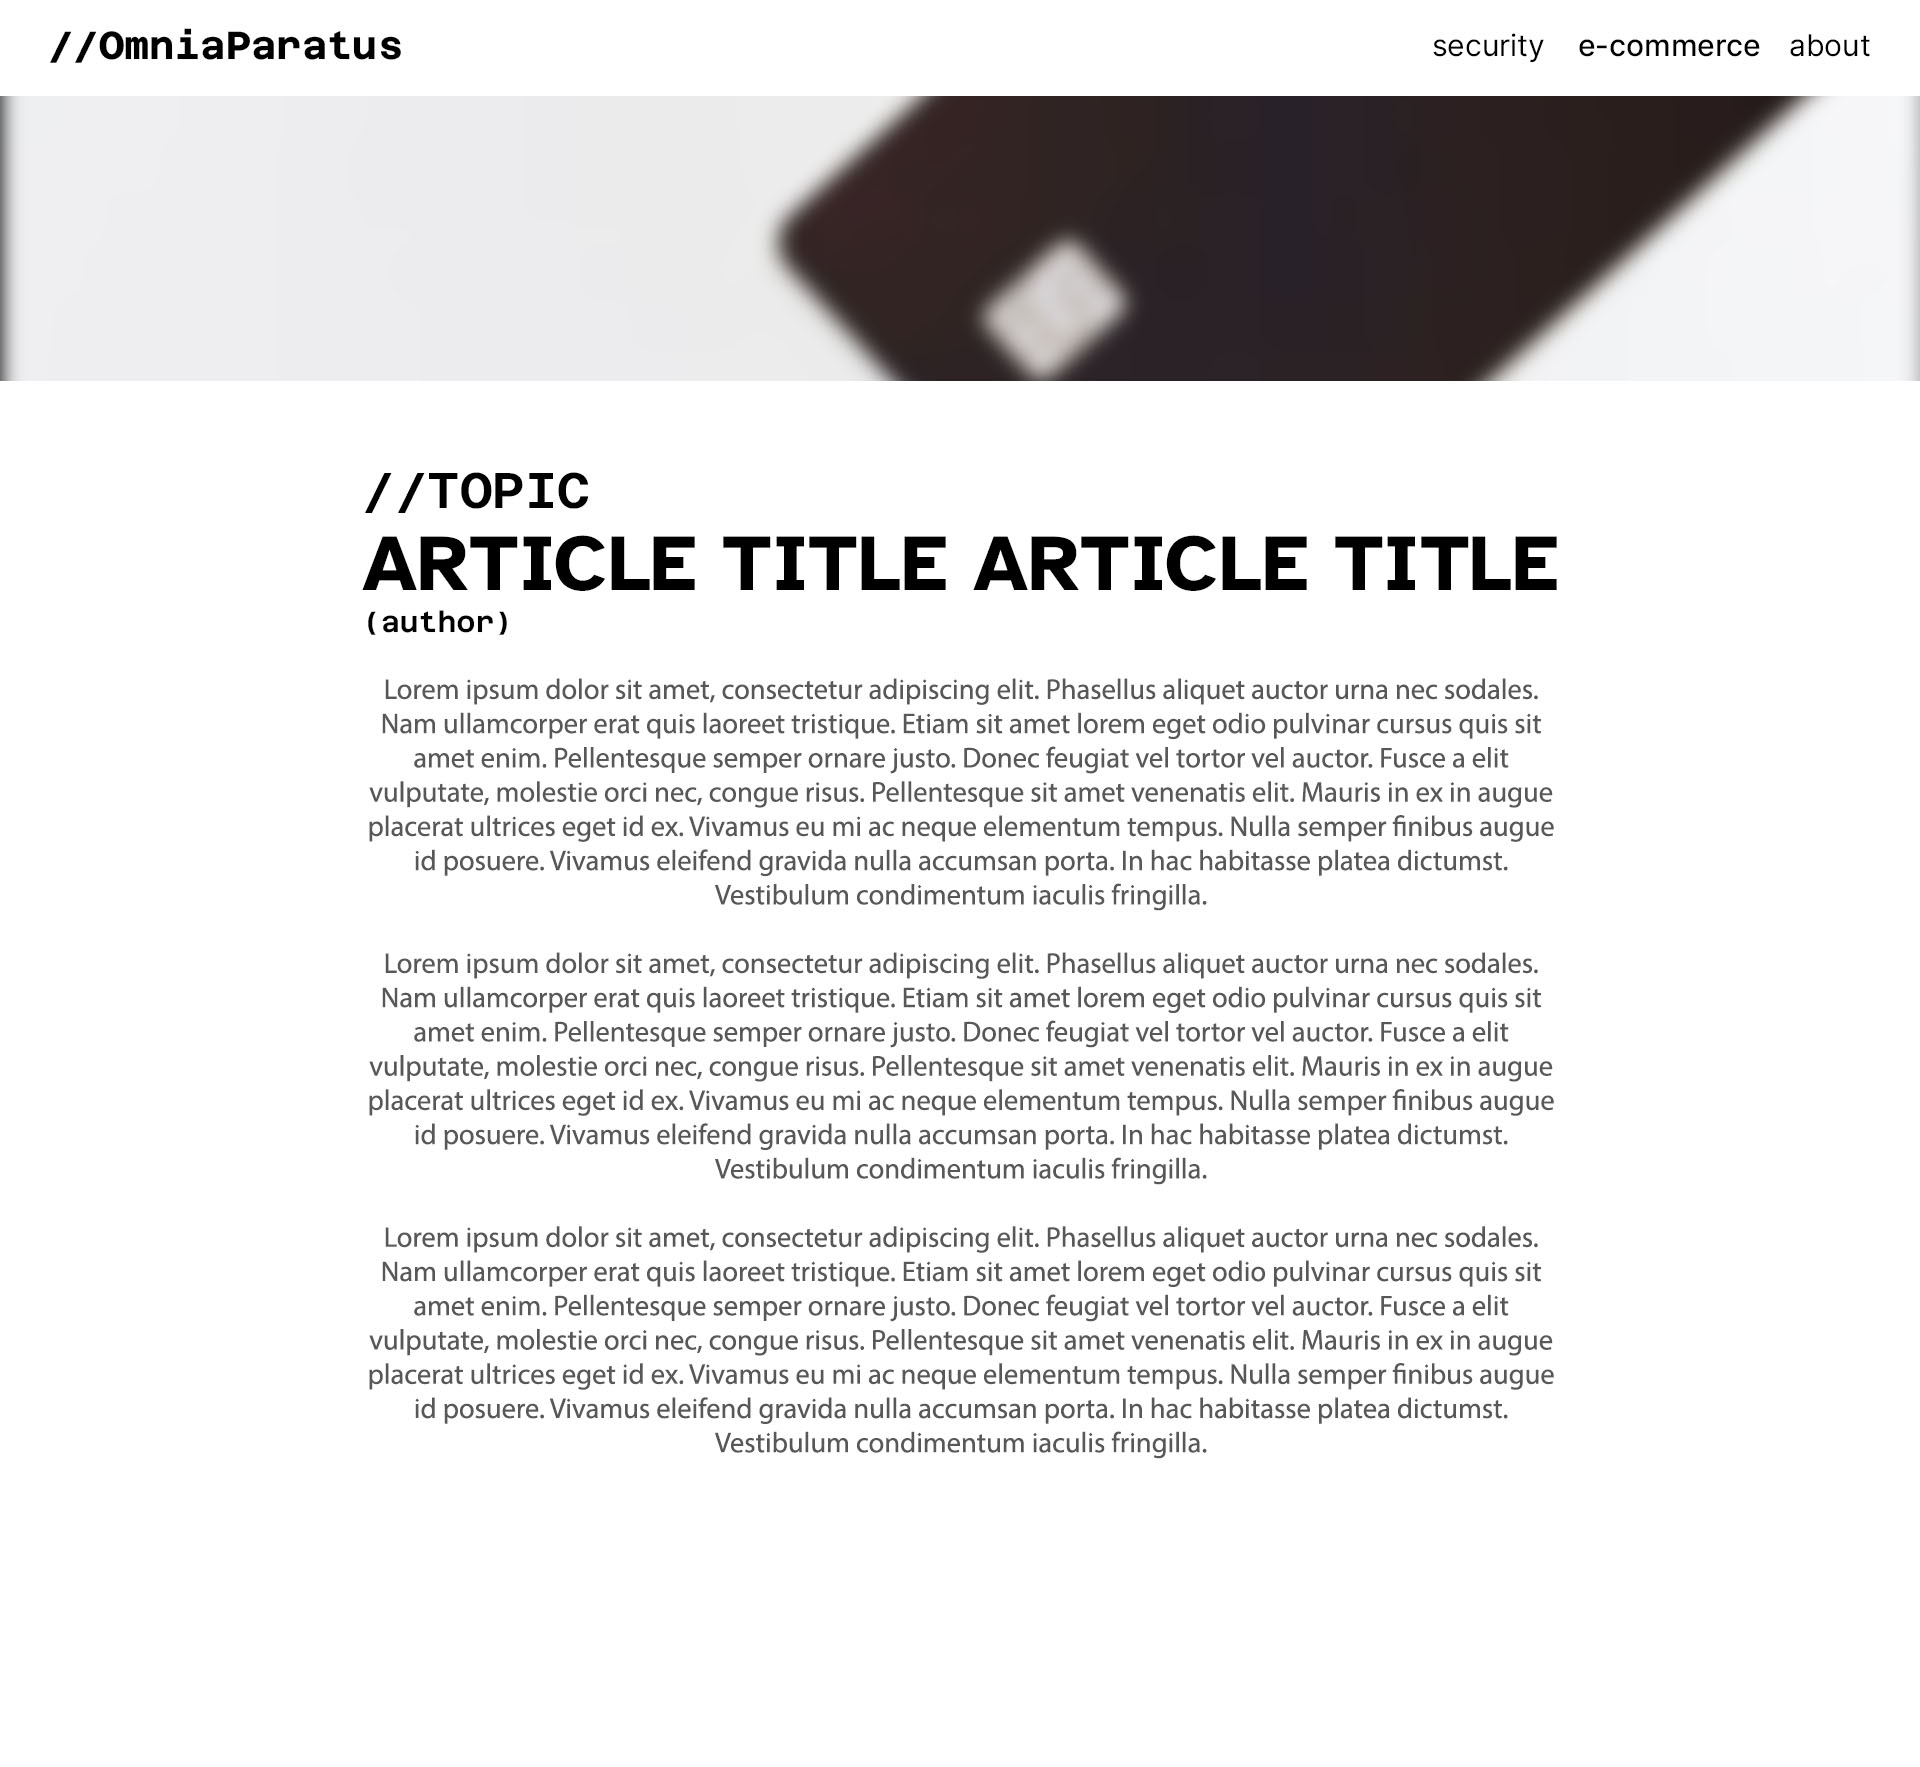 //OmniaParatus
security e-commerce about
//TOPIC
ARTICLE TITLE ARTICLE TITLE
(author)
Lorem ipsum dolor sit amet, consectetur adipiscing elit. Phasellus aliquet auctor urna nec sodales.
Nam ullamcorper erat quis laoreet tristique. Etiam sit amet lorem eget odio pulvinar cursus quis sit
amet enim. Pellentesque semper ornare justo. Donec feugiat vel tortor vel auctor. Fusce a elit
vulputate, molestie orci nec, congue risus. Pellentesque sit amet venenatis elit. Mauris in ex in augue
placerat ultrices eget id ex. Vivamus eu mi ac neque elementum tempus. Nulla semper finibus augue
id posuere. Vivamus eleifend gravida nulla accumsan porta. In hac habitasse platea dictumst.
Vestibulum condimentum iaculis fringilla.
Lorem ipsum dolor sit amet, consectetur adipiscing elit. Phasellus aliquet auctor urna nec sodales.
Nam ullamcorper erat quis laoreet tristique. Etiam sit amet lorem eget odio pulvinar cursus quis sit
amet enim. Pellentesque semper ornare justo. Donec feugiat vel tortor vel auctor. Fusce a elit
vulputate, molestie orci nec, congue risus. Pellentesque sit amet venenatis elit. Mauris in ex in augue
placerat ultrices eget id ex. Vivamus eu mi ac neque elementum tempus. Nulla semper finibus augue
id posuere. Vivamus eleifend gravida nulla accumsan porta. In hac habitasse platea dictumst.
Vestibulum condimentum iaculis fringilla.
Lorem ipsum dolor sit amet, consectetur adipiscing elit. Phasellus aliquet auctor urna nec sodales.
Nam ullamcorper erat quis laoreet tristique. Etiam sit amet lorem eget odio pulvinar cursus quis sit
amet enim. Pellentesque semper ornare justo. Donec feugiat vel tortor vel auctor. Fusce a elit
vulputate, molestie orci nec, congue risus. Pellentesque sit amet venenatis elit. Mauris in ex in augue
placerat ultrices eget id ex. Vivamus eu mi ac neque elementum tempus. Nulla semper finibus augue
id posuere. Vivamus eleifend gravida nulla accumsan porta. In hac habitasse platea dictumst.
Vestibulum condimentum iaculis fringilla.